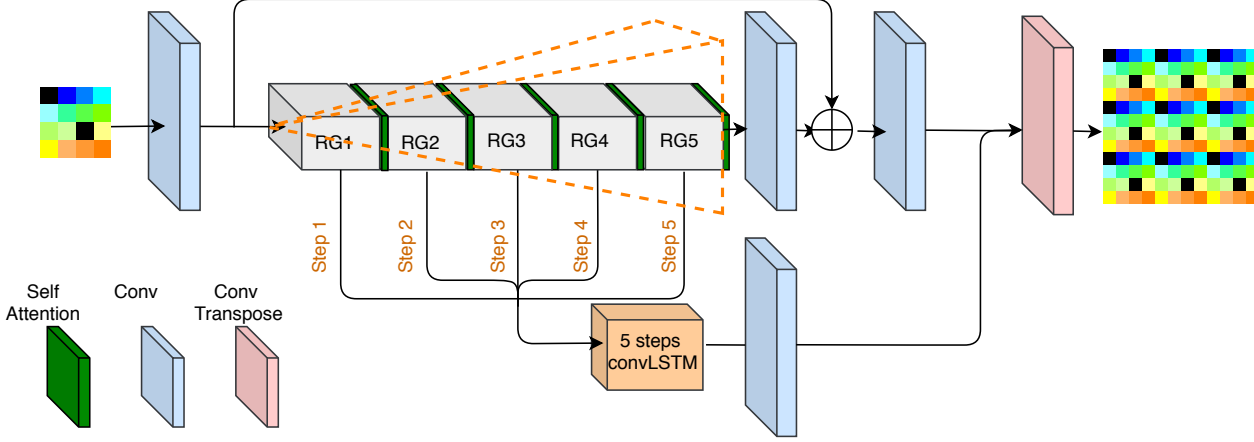 RG1
RG2
RG3
RG4
RG5
Step 1
Step 2
Step 3
Step 4
Step 5
Self
Attention
Conv
Conv
Transpose
5 steps
convLSTM